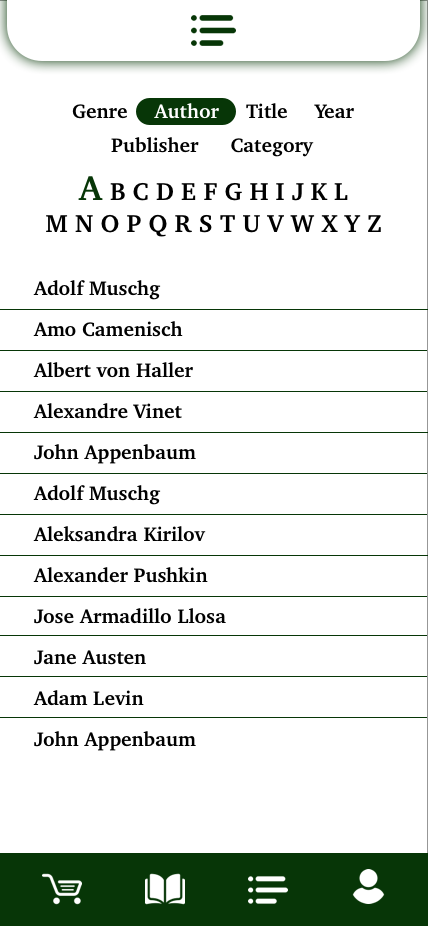 Genre Author Title Year
Publisher Category
A B C D E F G H I J K L
M N O P Q R S T U V W X Y Z
Adolf Muschg
Amo Camenisch
Albert von Haller
Alexandre Vinet
John Appenbaum
Adolf Muschg
Aleksandra Kirilov
Alexander Pushkin
Jose Armadillo Llosa
Jane Austen
Adam Levin
John Appenbaum